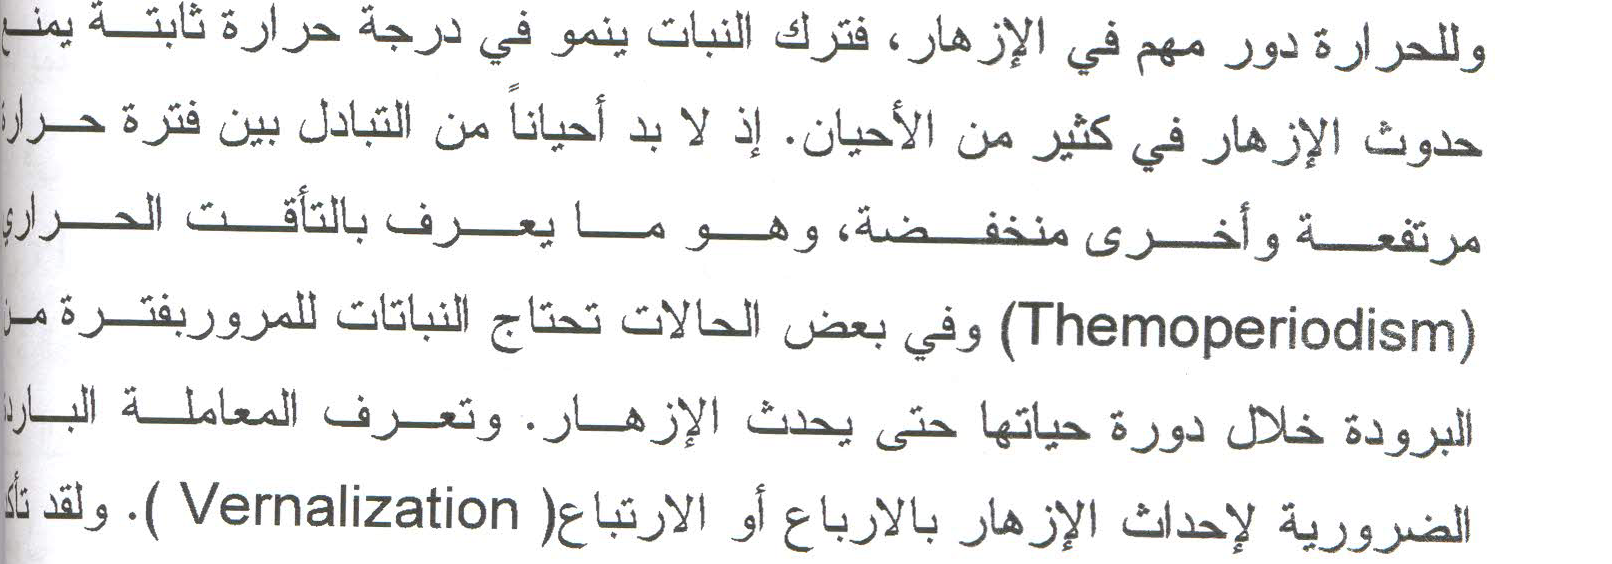 وللحرارة دور مهم في الإزهار، فترك النبات ينمو في درجة حرارة ثابتة يمنع
حدوث الإزهار في كثير من الأحيان. إذ لا بد أحياناً من التبادل بين فترة حرارة
مرتفعة وأخرى منخفضة، وهو ما يعرف بالتأقت الحراري
(Themoperiodism) وفي بعض الحالات تحتاج النباتات للمروربفترة من
البرودة خلال دورة حياتها حتى يحدث الإزهار. وتعرف المعاملة الباردة
الضرورية لإحداث الإزهار بالارباع أو الارتباع( Vernalization ). ولقد